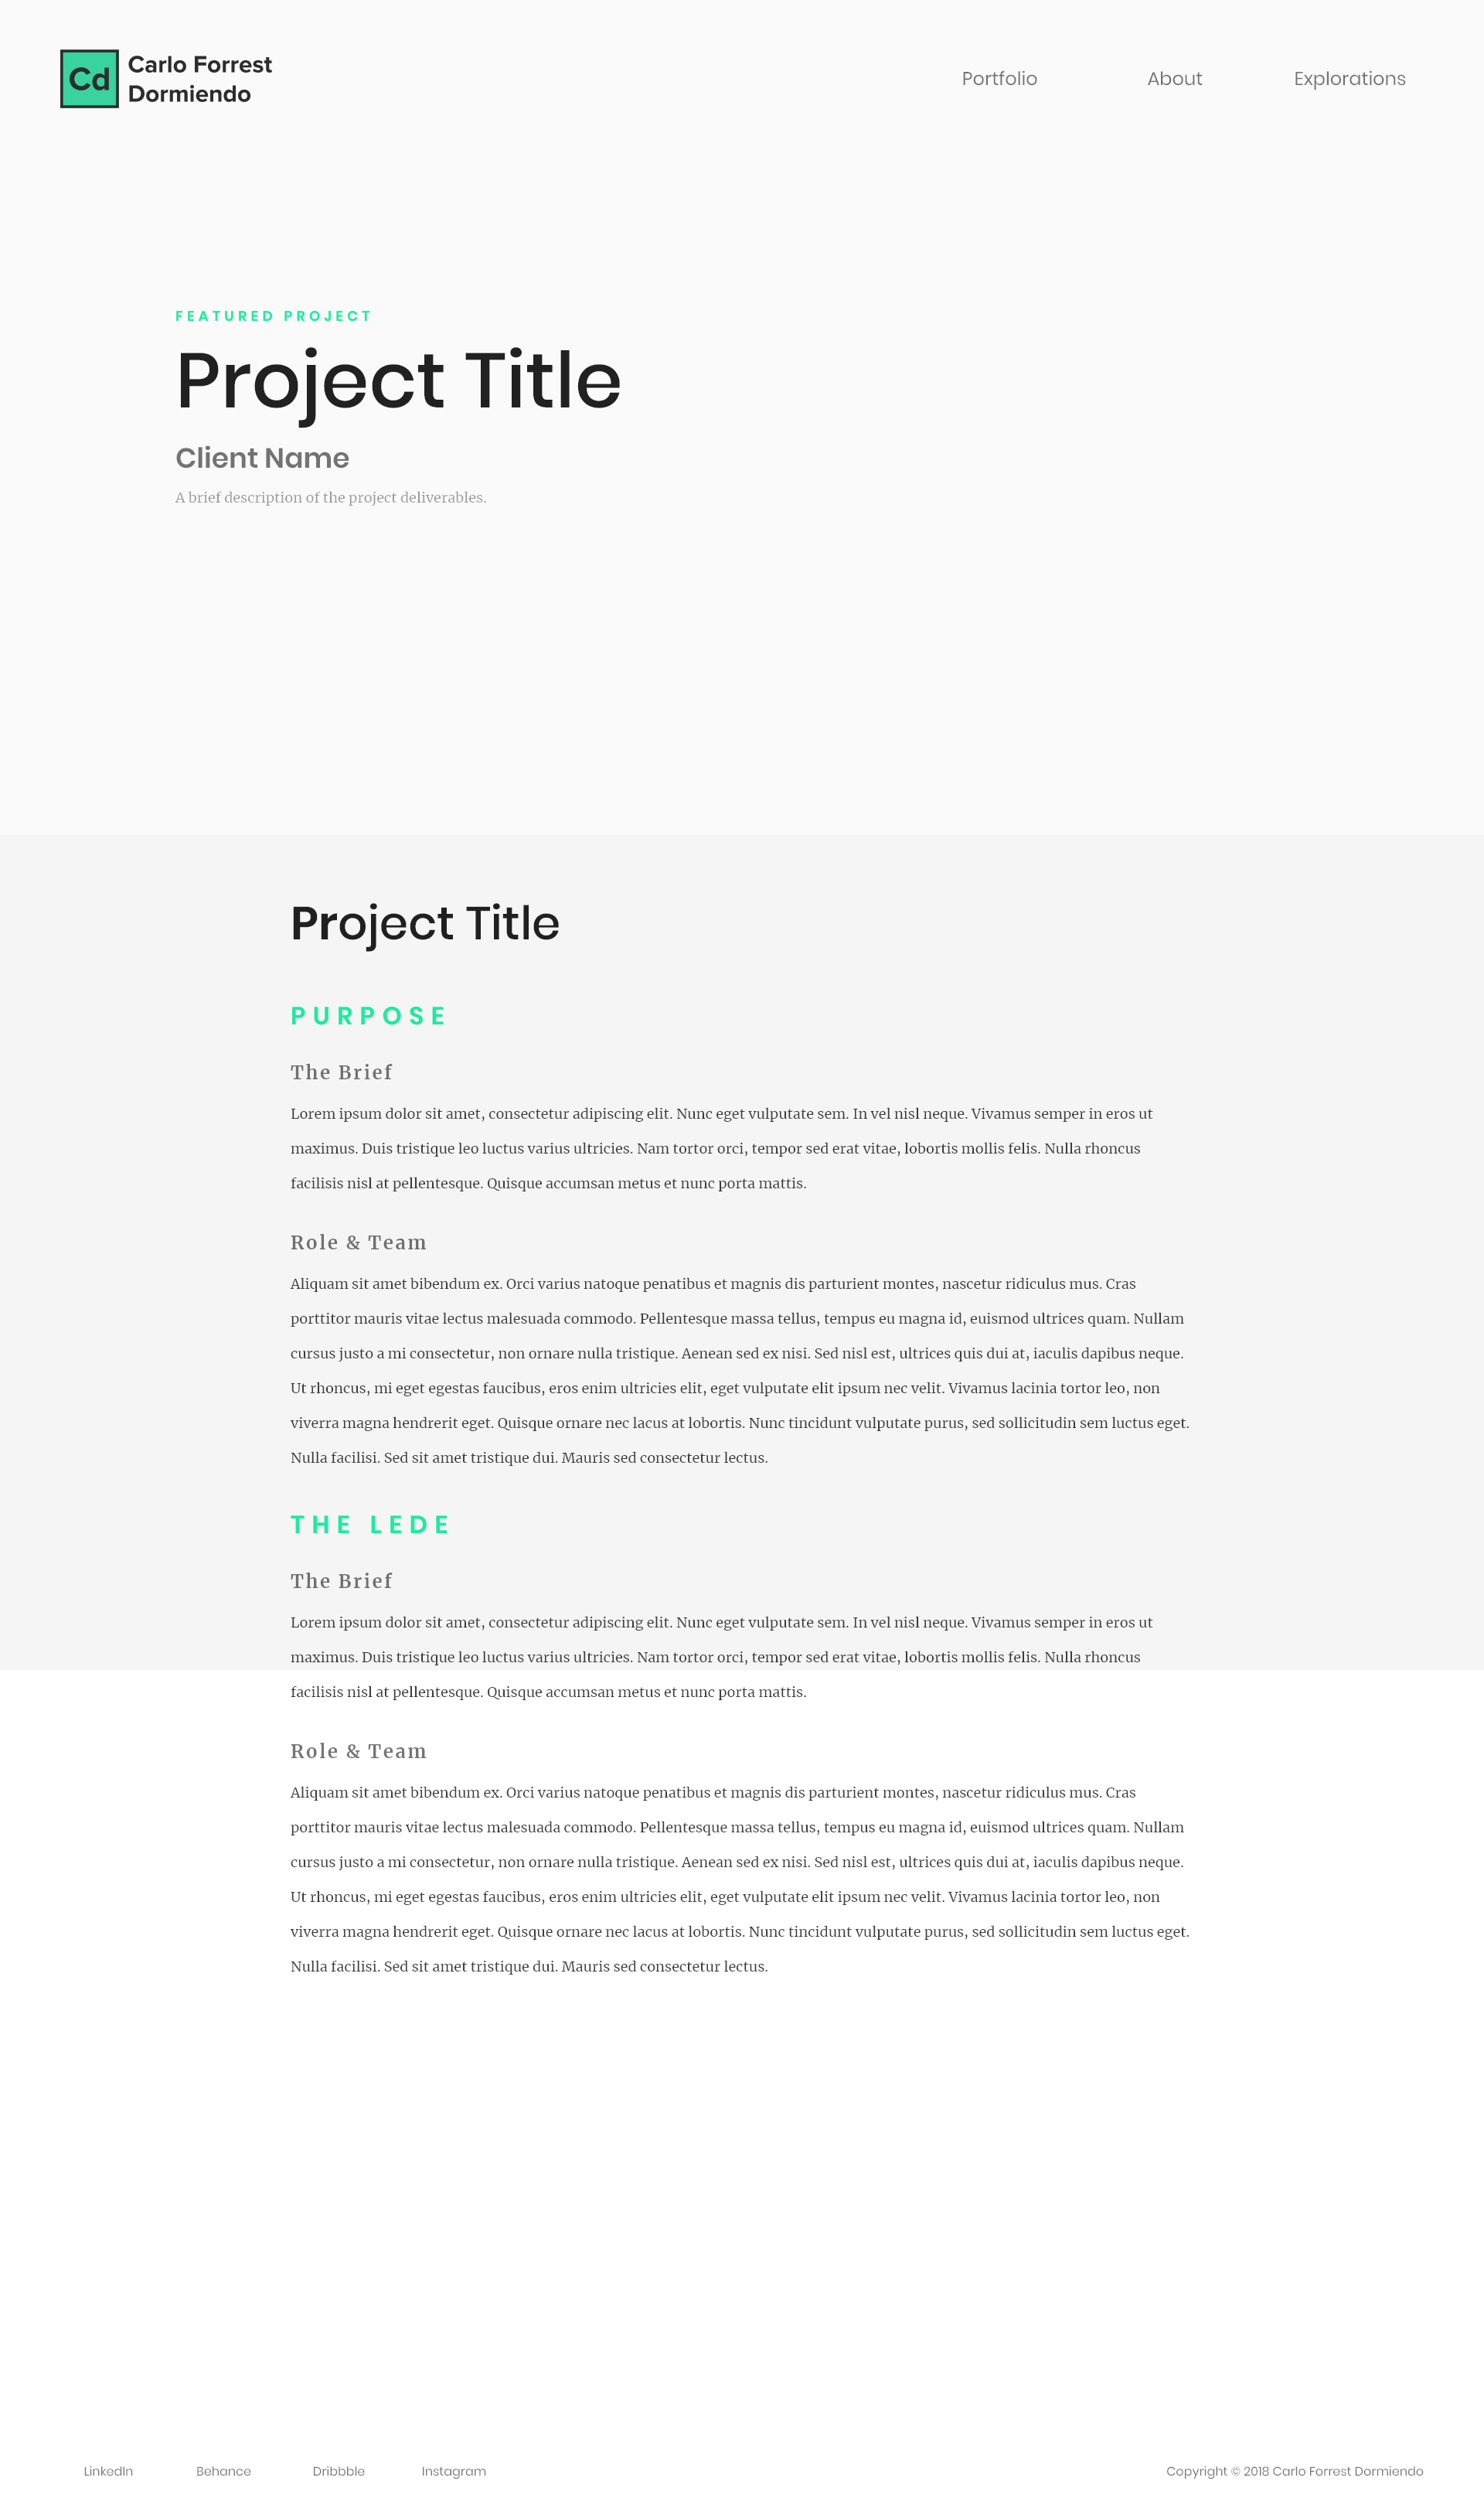 Cd
Carlo Forrest
Dormiendo
Portfolio
About
Explorations
FEATURED PROJECT
Project Title
Client Name
A brief description of the project deliverables.
Project Title
PURPOSE
The Brief
Lorem ipsum dolor sit amet, consectetur adipiscing elit. Nunc eget vulputate sem. In vel nisl neque. Vivamus semper in eros ut
maximus. Duis tristique leo luctus varius ultricies. Nam tortor orci, tempor sed erat vitae, lobortis mollis felis. Nulla rhoncus
facilisis nisl at pellentesque. Quisque accumsan metus et nunc porta mattis.
Role & Team
Aliquam sit amet bibendum ex. Orci varius natoque penatibus et magnis dis parturient montes, nascetur ridiculus mus. Cras
porttitor mauris vitae lectus malesuada commodo. Pellentesque massa tellus, tempus eu magna id, euismod ultrices quam. Nullam
cursus justo a mi consectetur, non ornare nulla tristique. Aenean sed ex nisi. Sed nisl est, ultrices quis dui at, iaculis dapibus neque.
Ut rhoncus, mi eget egestas faucibus, eros enim ultricies elit, eget vulputate elit ipsum nec velit. Vivamus lacinia tortor leo, non
viverra magna hendrerit eget. Quisque ornare nec lacus at lobortis. Nunc tincidunt vulputate purus, sed sollicitudin sem luctus eget.
Nulla facilisi. Sed sit amet tristique dui. Mauris sed consectetur lectus.
THE LEDE
The Brief
Lorem ipsum dolor sit amet, consectetur adipiscing elit. Nunc eget vulputate sem. In vel nisl neque. Vivamus semper in eros ut
maximus. Duis tristique leo luctus varius ultricies. Nam tortor orci, tempor sed erat vitae, lobortis mollis felis. Nulla rhoncus
facilisis nisl at pellentesque. Quisque accumsan metus et nunc porta mattis.
Role & Team
Aliquam sit amet bibendum ex. Orci varius natoque penatibus et magnis dis parturient montes, nascetur ridiculus mus. Cras
porttitor mauris vitae lectus malesuada commodo. Pellentesque massa tellus, tempus eu magna id, euismod ultrices quam. Nullam
cursus justo a mi consectetur, non ornare nulla tristique. Aenean sed ex nisi. Sed nisl est, ultrices quis dui at, iaculis dapibus neque.
Ut rhoncus, mi eget egestas faucibus, eros enim ultricies elit, eget vulputate elit ipsum nec velit. Vivamus lacinia tortor leo, non
viverra magna hendrerit eget. Quisque ornare nec lacus at lobortis. Nunc tincidunt vulputate purus, sed sollicitudin sem luctus eget.
Nulla facilisi. Sed sit amet tristique dui. Mauris sed consectetur lectus.
LinkedIn
Behance
Dribbble
Instagram
Copyright © 2018 Carlo Forrest Dormiendo